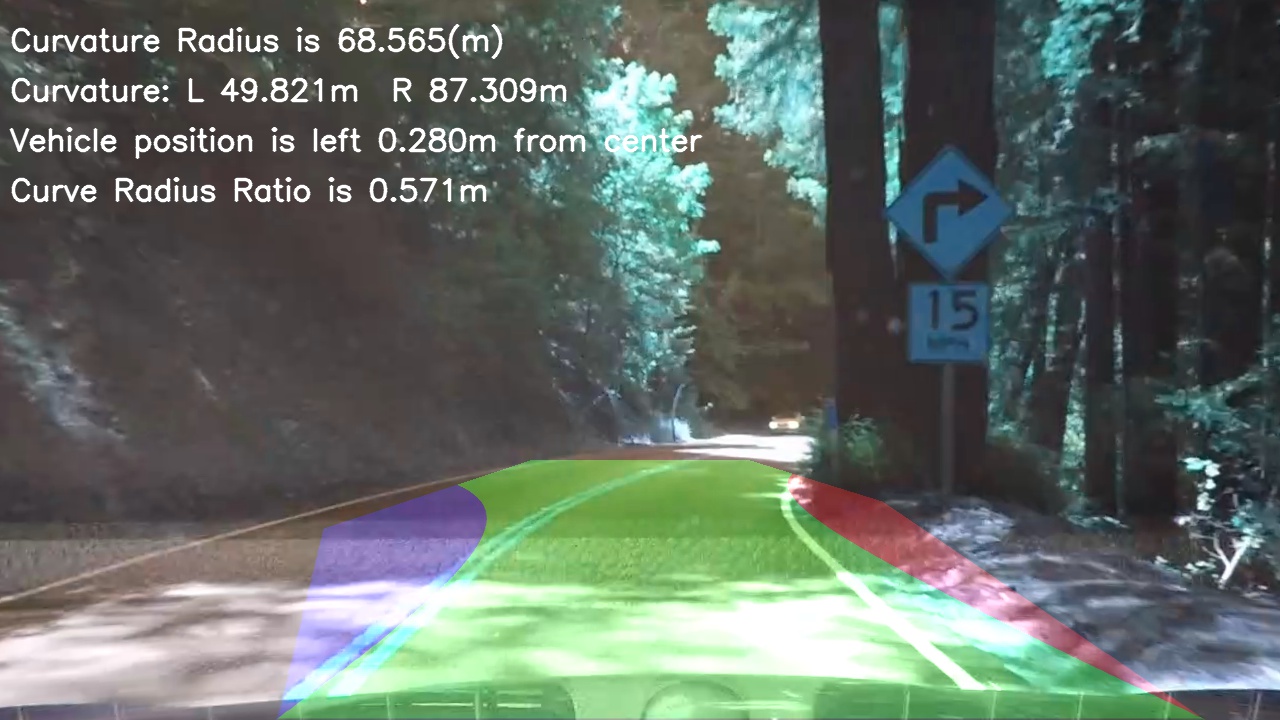 Curvature Radius is 68.565(m)
Curvature: L 49.821m R 87.309m
Vehicle position is left 0.280m from center
Curve Radius Ratio is 0.571m
15
MPH